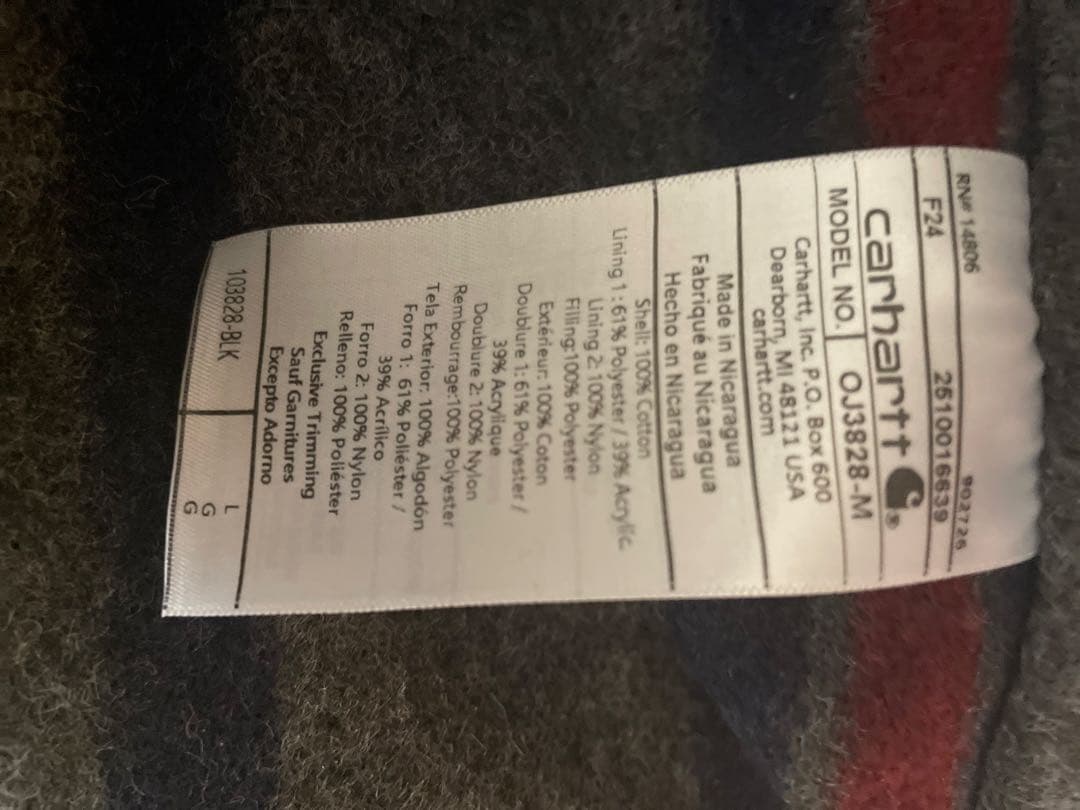 RN# 14806 902726
F24 2510016639
carhartt ®
MODEL NO. OJ3828-M
Carhartt, Inc. P.O. Box 600
Dearborn, MI 48121 USA
carhartt.com
Made in Nicaragua
Fabriqué au Nicaragua
Hecho en Nicaragua
Shell: 100% Cotton
Lining 1: 61% Polyester / 39% Acrylic
Lining 2: 100% Nylon
Filling:100% Polyester
Extérieur: 100% Coton
Doublure 1: 61% Polyester /
39% Acrylique
Doublure 2: 100% Nylon
Rembourrage:100% Polyester
Tela Exterior: 100% Algodón
Forro 1: 61% Poliéster /
39% Acrílico
Forro 2: 100% Nylon
Relleno: 100% Poliéster
Exclusive Trimming
Sauf Garnitures
Excepto Adorno
103828-BLK L
G
G